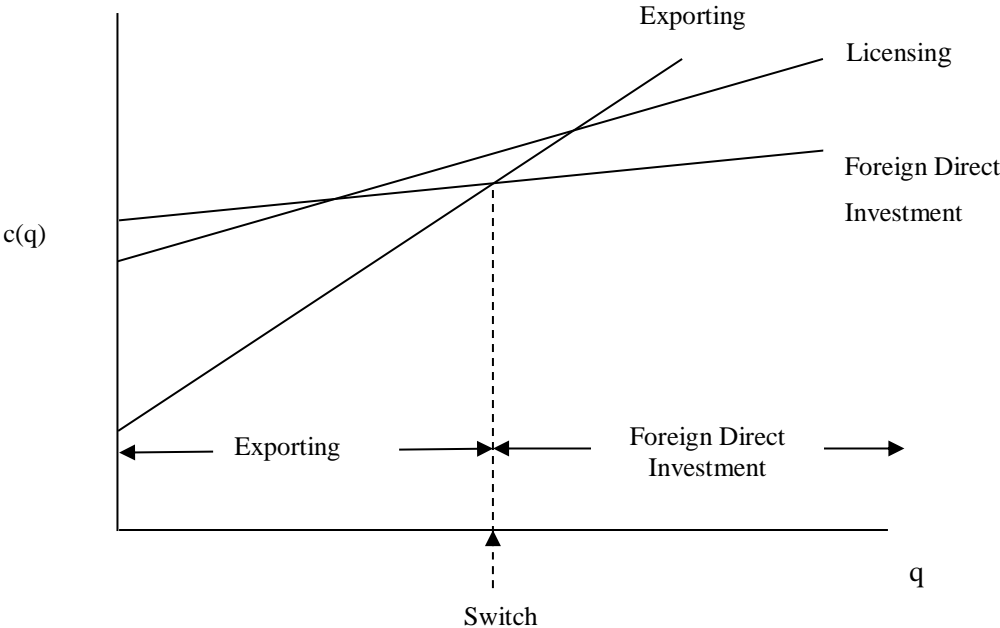 Exporting
Licensing
Foreign Direct
Investment
c(q)
Exporting
Foreign Direct
Investment
q
Switch